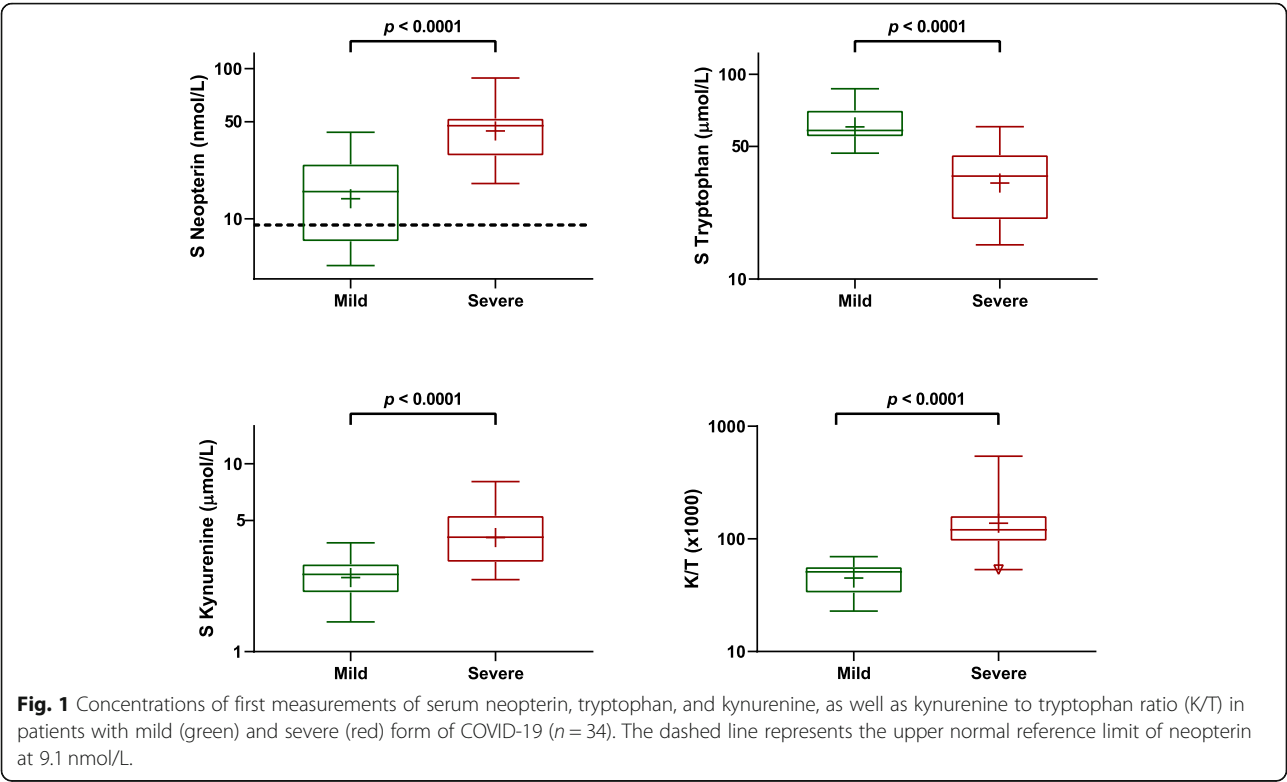 p < 0.0001
S Neopterin (nmol/L)
100
50
10
Mild
Severe
p < 0.0001
S Tryptophan (μmol/L)
100
50
10
Mild
Severe
p < 0.0001
S Kynurenine (μmol/L)
10
5
1
Mild
Severe
p < 0.0001
K/T (x1000)
1000
100
10
Mild
Severe
Fig. 1 Concentrations of first measurements of serum neopterin, tryptophan, and kynurenine, as well as kynurenine to tryptophan ratio (K/T) in
patients with mild (green) and severe (red) form of COVID-19 (n = 34). The dashed line represents the upper normal reference limit of neopterin
at 9.1 nmol/L.